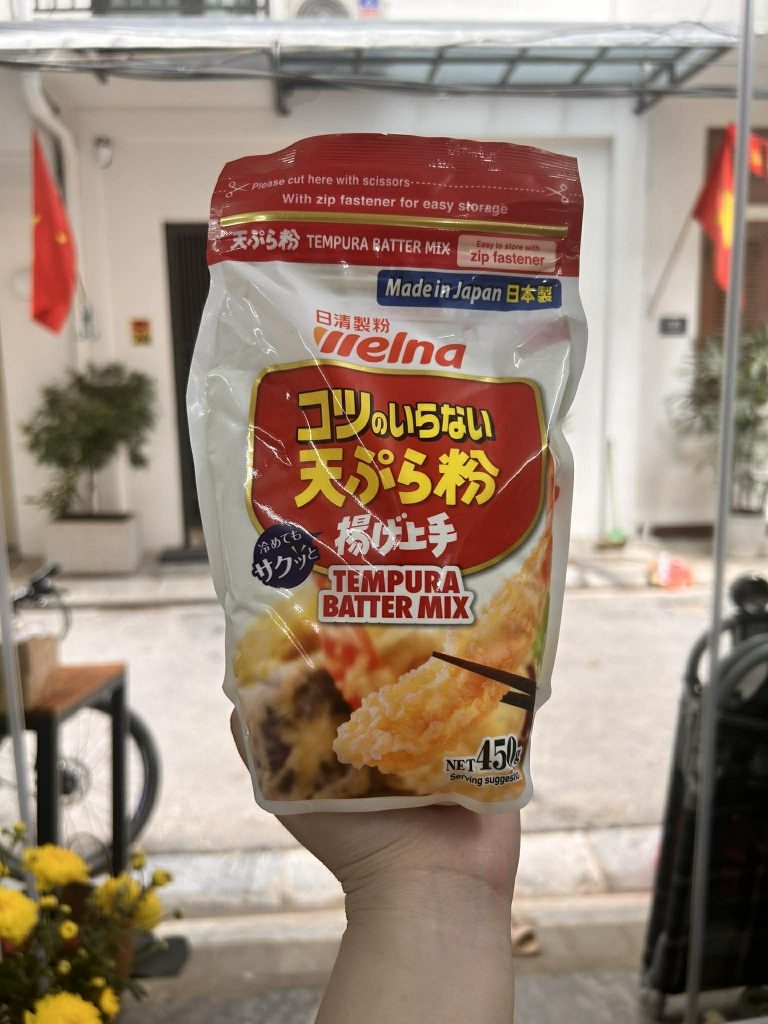 Please cut here with scissors
With zip fastener for easy storage
天ぷら粉 TEMPURA BATTER MIX
Easy to store with
zip fastener
Made in Japan 日本製
日清製粉
Welna
コツのいらない
天ぷら粉
揚げ上手
冷めても
サクッと
TEMPURA
BATTER MIX
NET 450g
Serving suggestion